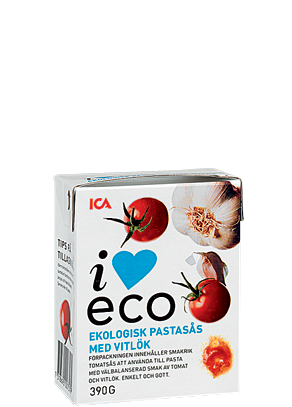 ICA
i
eco
EKOLOGISK PASTASÅS
MED VITLÖK
FÖRPACKNINGEN INNEHÅLLER SMAKRIK
TOMATSÅS ATT ANVÄNDA TILL PASTA
MED VÄLBALANSERAD SMAK AV TOMAT
OCH VITLÖK. ENKELT OCH GOTT.
390G
TIPS